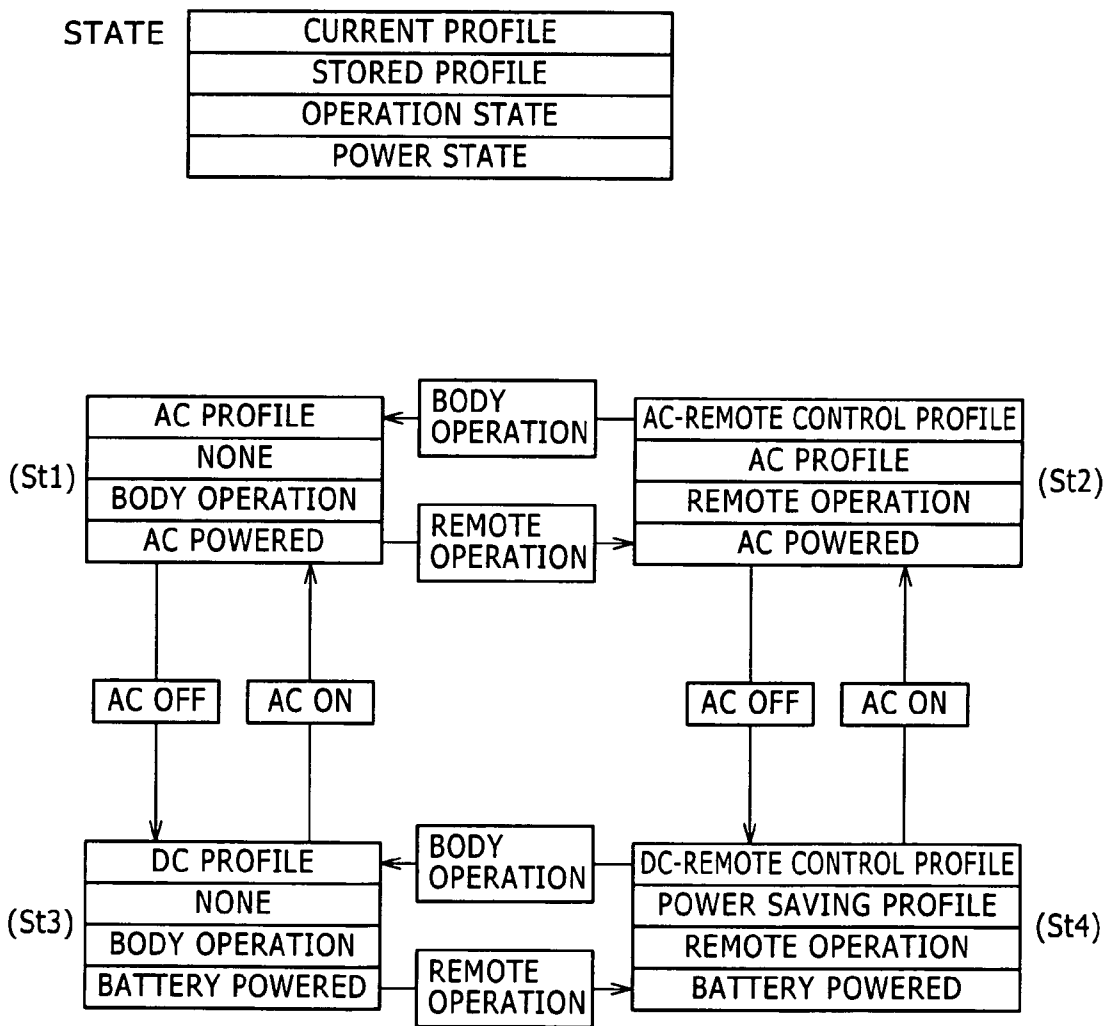 STATE
CURRENT PROFILE
STORED PROFILE
OPERATION STATE
POWER STATE
(St1)
AC PROFILE
NONE
BODY OPERATION
AC POWERED
BODY
OPERATION
REMOTE
OPERATION
AC-REMOTE CONTROL PROFILE
AC PROFILE
REMOTE OPERATION
AC POWERED
(St2)
AC OFF
AC ON
AC OFF
AC ON
(St3)
DC PROFILE
NONE
BODY OPERATION
BATTERY POWERED
BODY
OPERATION
REMOTE
OPERATION
DC-REMOTE CONTROL PROFILE
POWER SAVING PROFILE
REMOTE OPERATION
BATTERY POWERED
(St4)